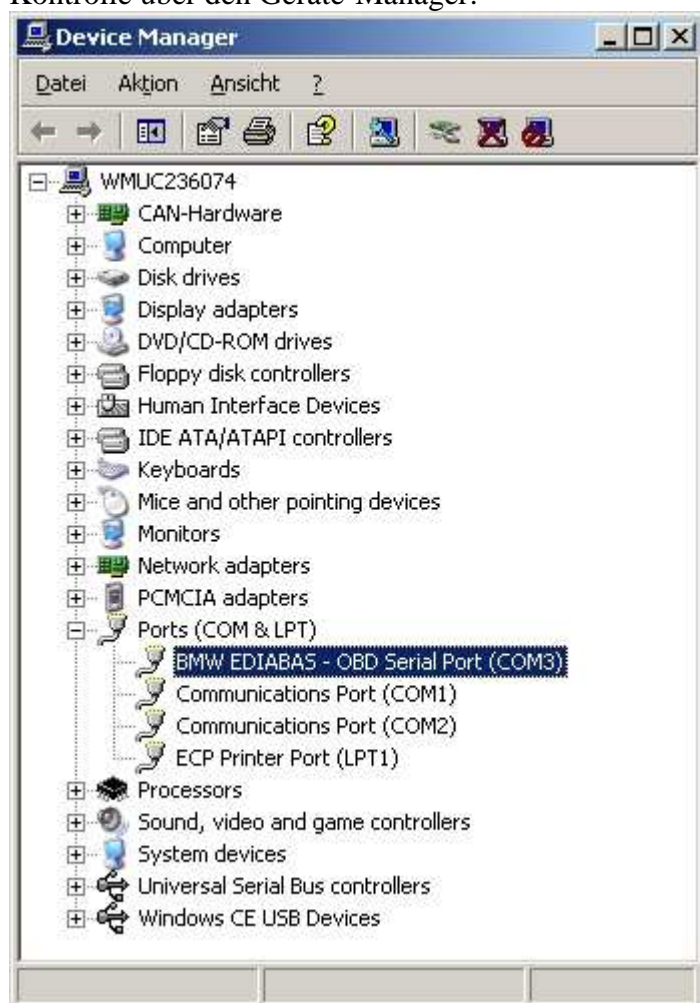 Kontrolle über den Geräte-Manager:
Device Manager
Datei Aktion Ansicht ?
WMUC236074
CAN-Hardware
Computer
Disk drives
Display adapters
DVD/CD-ROM drives
Floppy disk controllers
Human Interface Devices
IDE ATA/ATAPI controllers
Keyboards
Mice and other pointing devices
Monitors
Network adapters
PCMCIA adapters
Ports (COM & LPT)
BMW EDIABAS - OBD Serial Port (COM3)
Communications Port (COM1)
Communications Port (COM2)
ECP Printer Port (LPT1)
Processors
Sound, video and game controllers
System devices
Universal Serial Bus controllers
Windows CE USB Devices